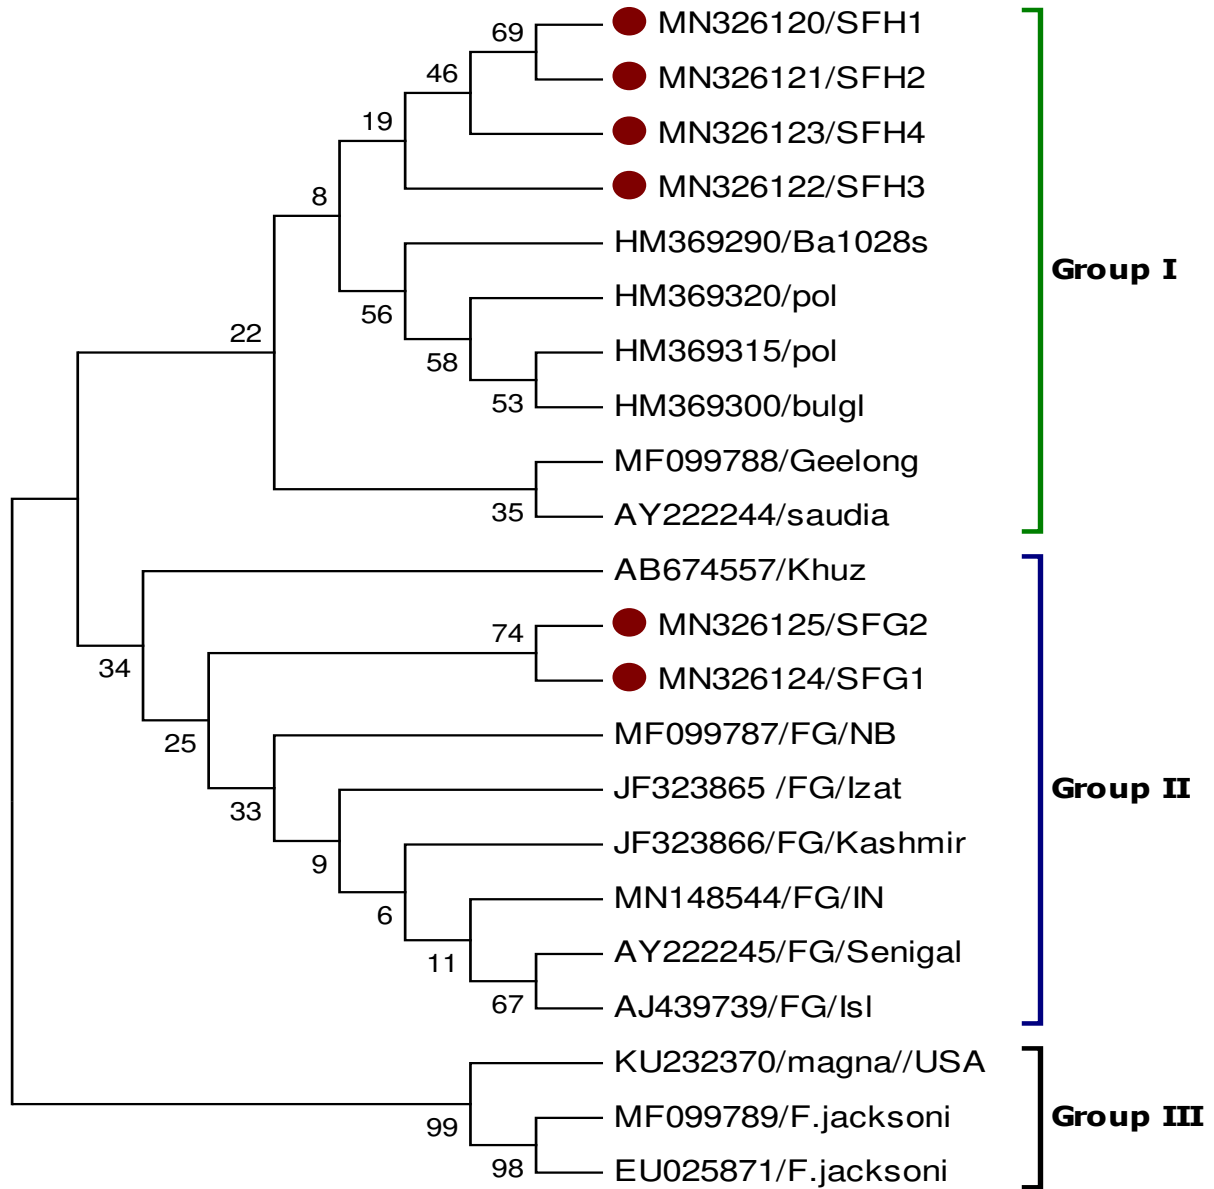 69
MN326120/SFH1
46
MN326121/SFH2
19
MN326123/SFH4
8
MN326122/SFH3
HM369290/Ba1028s
Group I
56
HM369320/pol
22
58
HM369315/pol
53
HM369300/bulgl
MF099788/Geelong
35
AY222244/saudia
AB674557/Khuz
74
MN326125/SFG2
34
MN326124/SFG1
25
MF099787/FG/NB
33
JF323865 /FG/Izat
Group II
9
JF323866/FG/Kashmir
6
MN148544/FG/IN
11
AY222245/FG/Senigal
67
AJ439739/FG/Isl
KU232370/magna//USA
99
MF099789/F.jacksoni
Group III
98
EU025871/F.jacksoni